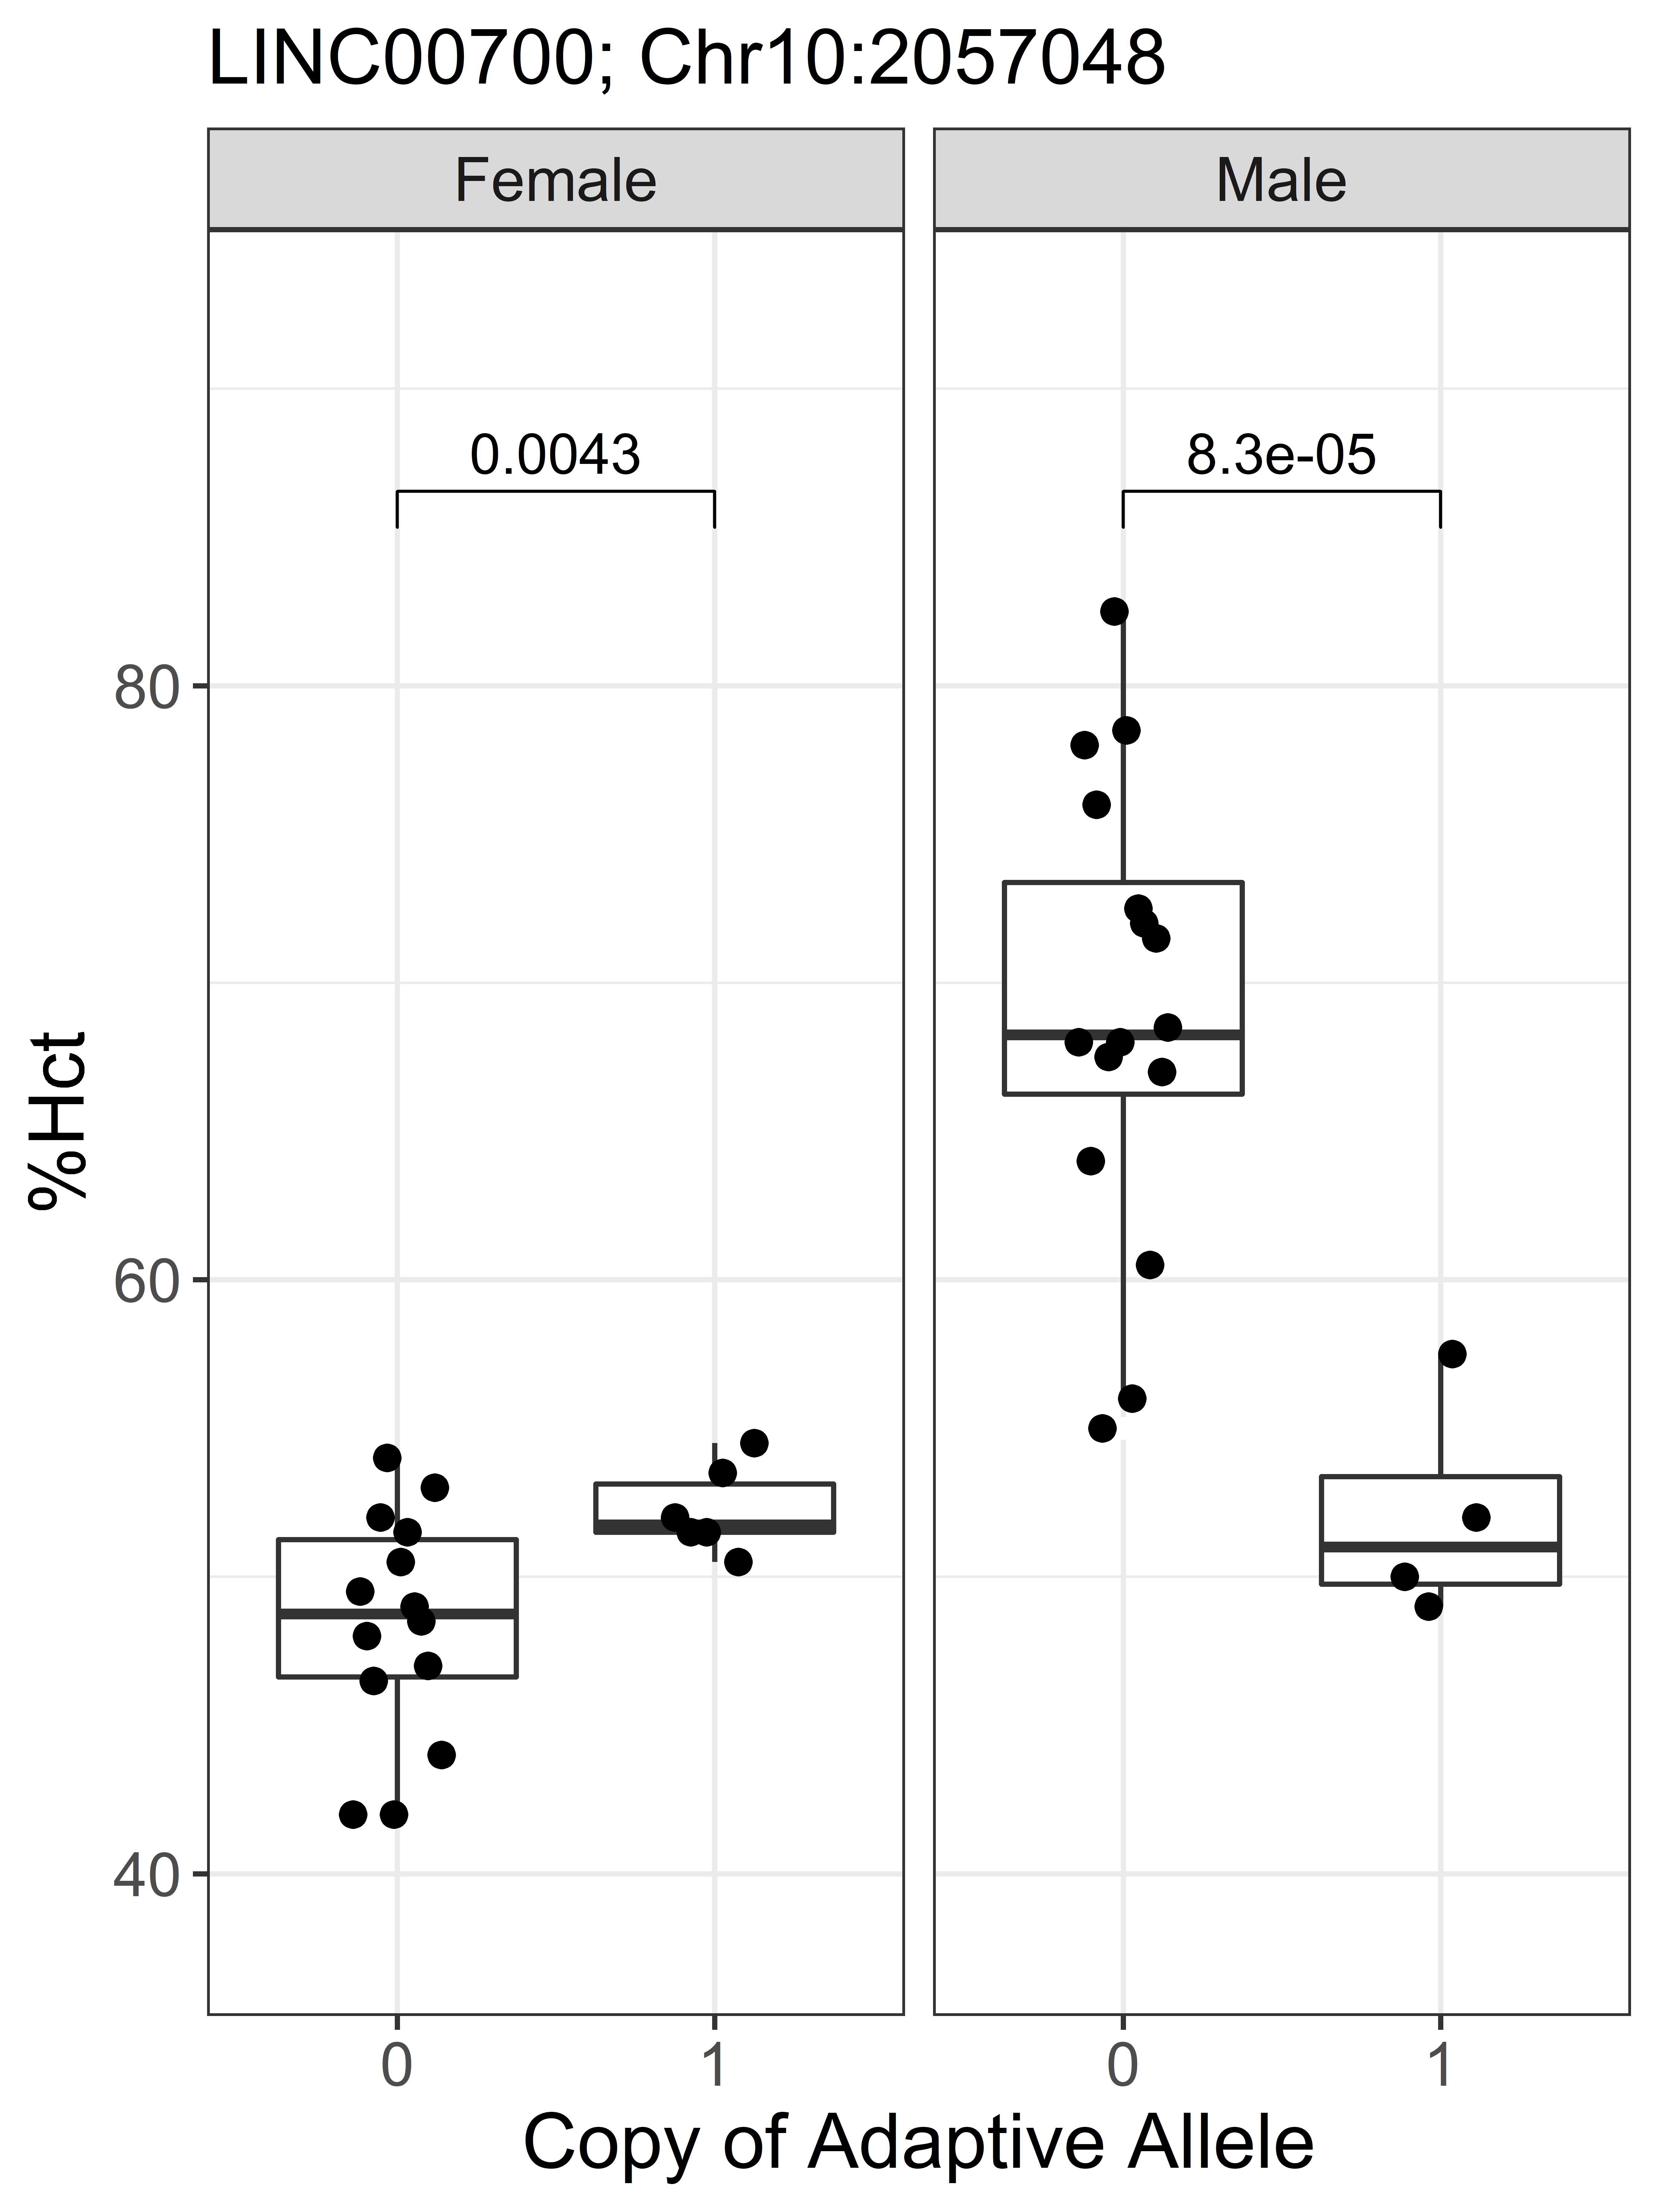 LINC00700; Chr10:2057048
Female
Male
0.0043
8.3e-05
80
60
40
%Hct
0
1
0
1
Copy of Adaptive Allele